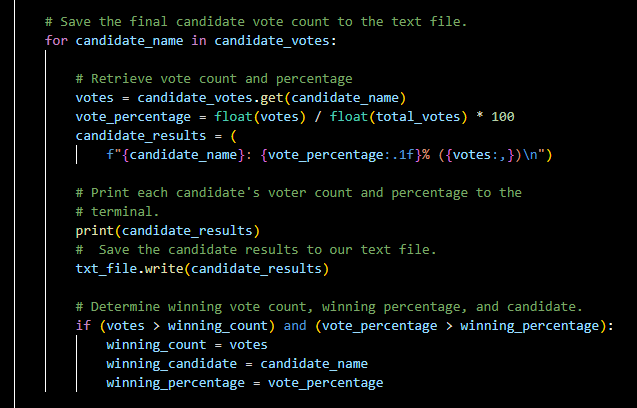 # Save the final candidate vote count to the text file.
for candidate_name in candidate_votes:
# Retrieve vote count and percentage
votes = candidate_votes.get(candidate_name)
vote_percentage = float(votes) / float(total_votes) * 100
candidate_results = (
f"{candidate_name}: {vote_percentage:.1f}% ({votes:,})\n")
# Print each candidate's voter count and percentage to the
# terminal.
print(candidate_results)
#  Save the candidate results to our text file.
txt_file.write(candidate_results)
# Determine winning vote count, winning percentage, and candidate.
if (votes > winning_count) and (vote_percentage > winning_percentage):
winning_count = votes
winning_candidate = candidate_name
winning_percentage = vote_percentage